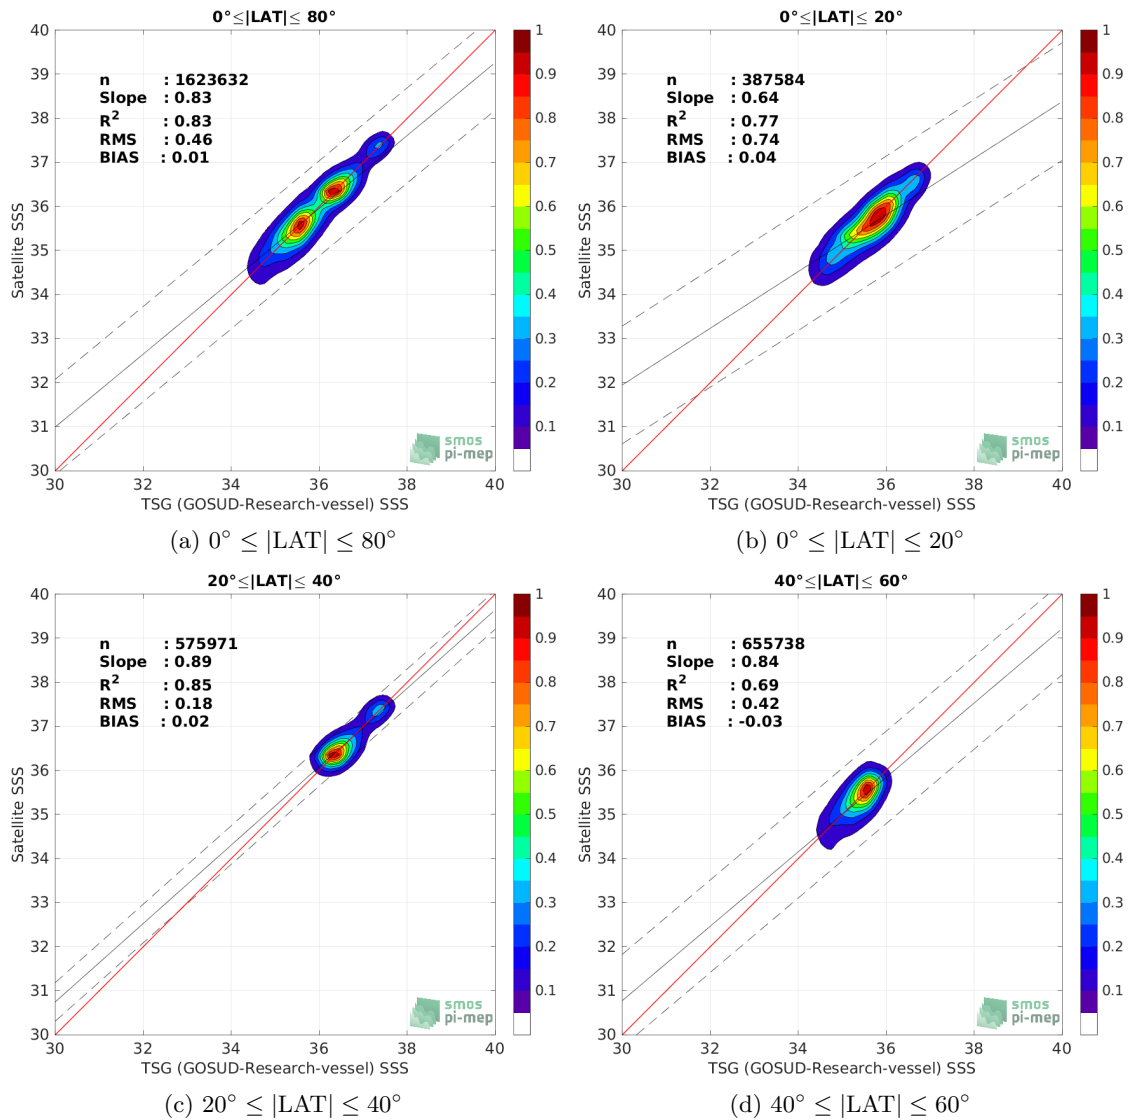 0°≤|LAT|≤ 80°
40
39
38
37
36
35
34
33
32
31
30
Satellite SSS
n : 1623632
Slope : 0.83
R² : 0.83
RMS : 0.46
BIAS : 0.01
smos
pi-mep
30 32 34 36 38 40
TSG (GOSUD-Research-vessel) SSS
1
0.9
0.8
0.7
0.6
0.5
0.4
0.3
0.2
0.1
(a) 0° ≤ |LAT| ≤ 80°
0°≤|LAT|≤ 20°
40
39
38
37
36
35
34
33
32
31
30
Satellite SSS
n : 387584
Slope : 0.64
R² : 0.77
RMS : 0.74
BIAS : 0.04
smos
pi-mep
30 32 34 36 38 40
TSG (GOSUD-Research-vessel) SSS
1
0.9
0.8
0.7
0.6
0.5
0.4
0.3
0.2
0.1
(b) 0° ≤ |LAT| ≤ 20°
20°≤|LAT|≤ 40°
40
39
38
37
36
35
34
33
32
31
30
Satellite SSS
n : 575971
Slope : 0.89
R² : 0.85
RMS : 0.18
BIAS : 0.02
smos
pi-mep
30 32 34 36 38 40
TSG (GOSUD-Research-vessel) SSS
1
0.9
0.8
0.7
0.6
0.5
0.4
0.3
0.2
0.1
(c) 20° ≤ |LAT| ≤ 40°
40°≤|LAT|≤ 60°
40
39
38
37
36
35
34
33
32
31
30
Satellite SSS
n : 655738
Slope : 0.84
R² : 0.69
RMS : 0.42
BIAS : -0.03
smos
pi-mep
30 32 34 36 38 40
TSG (GOSUD-Research-vessel) SSS
1
0.9
0.8
0.7
0.6
0.5
0.4
0.3
0.2
0.1
(d) 40° ≤ |LAT| ≤ 60°